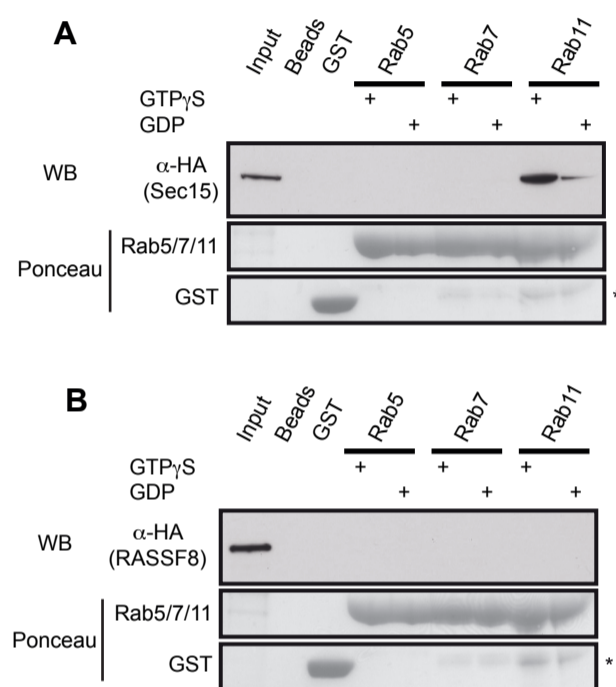 A
Input Beads GST Rab5 Rab7 Rab11
GTPγS + + +
GDP + + +
WB α-HA (Sec15)
Ponceau Rab5/7/11
GST *
B
Input Beads GST Rab5 Rab7 Rab11
GTPγS + + +
GDP + + +
WB α-HA (RASSF8)
Ponceau Rab5/7/11
GST *